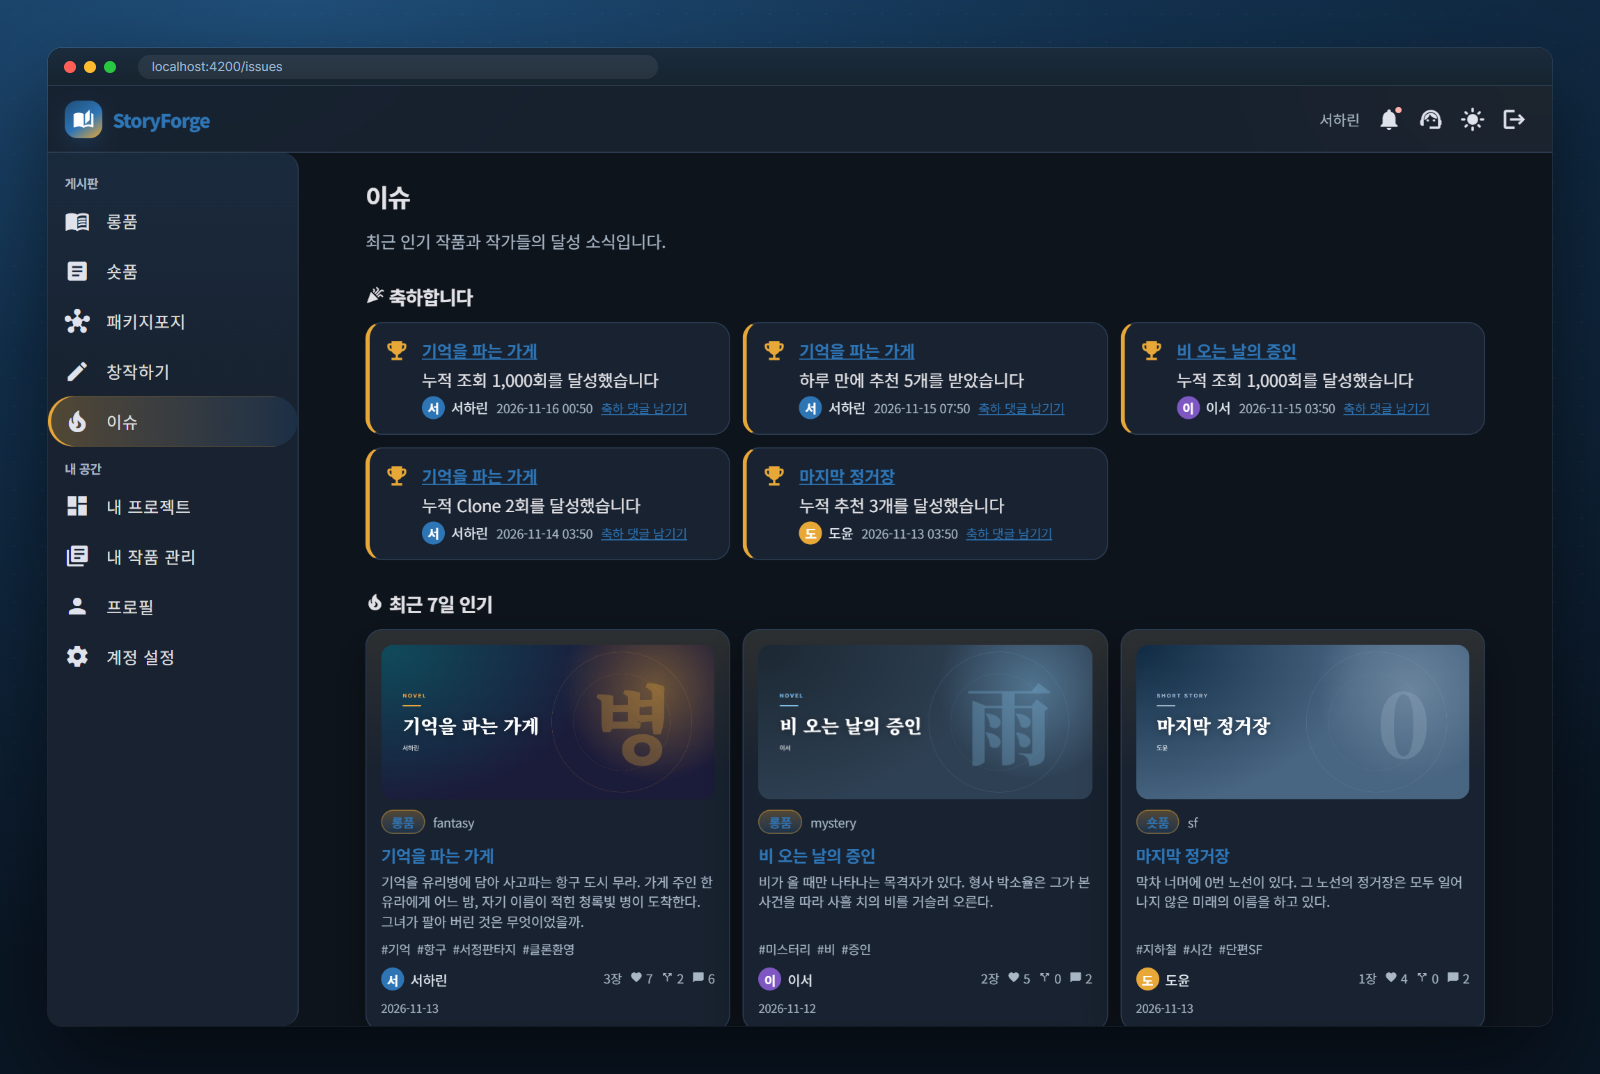 localhost:4200/issues
StoryForge
서하린
게시판
롱폼
숏폼
패키지포지
창작하기
이슈
내 공간
내 프로젝트
내 작품 관리
프로필
계정 설정
이슈
최근 인기 작품과 작가들의 달성 소식입니다.
축하합니다
기억을 파는 가게
누적 조회 1,000회를 달성했습니다
서 서하린 2026-11-16 00:50 축하 댓글 남기기
기억을 파는 가게
하루 만에 추천 5개를 받았습니다
서 서하린 2026-11-15 07:50 축하 댓글 남기기
비 오는 날의 증인
누적 조회 1,000회를 달성했습니다
이 이서 2026-11-15 03:50 축하 댓글 남기기
기억을 파는 가게
누적 Clone 2회를 달성했습니다
서 서하린 2026-11-14 03:50 축하 댓글 남기기
마지막 정거장
누적 추천 3개를 달성했습니다
도 도윤 2026-11-13 03:50 축하 댓글 남기기
최근 7일 인기
NOVEL
기억을 파는 가게
서하린
병
롱폼 fantasy
기억을 파는 가게
기억을 유리병에 담아 사고파는 항구 도시 무라. 가게 주인 한
유라에게 어느 밤, 자기 이름이 적힌 청록빛 병이 도착한다.
그녀가 팔아 버린 것은 무엇이었을까.
#기억 #항구 #서정판타지 #클론환영
서 서하린 3장 7 2 6
2026-11-13
NOVEL
비 오는 날의 증인
이서
雨
롱폼 mystery
비 오는 날의 증인
비가 올 때만 나타나는 목격자가 있다. 형사 박소율은 그가 본
사건을 따라 사흘 치의 비를 거슬러 오른다.
#미스터리 #비 #증인
이 이서 2장 5 0 2
2026-11-12
SHORT STORY
마지막 정거장
도윤
0
숏폼 sf
마지막 정거장
막차 너머에 0번 노선이 있다. 그 노선의 정거장은 모두 일어
나지 않은 미래의 이름을 하고 있다.
#지하철 #시간 #단편SF
도 도윤 1장 4 0 2
2026-11-13